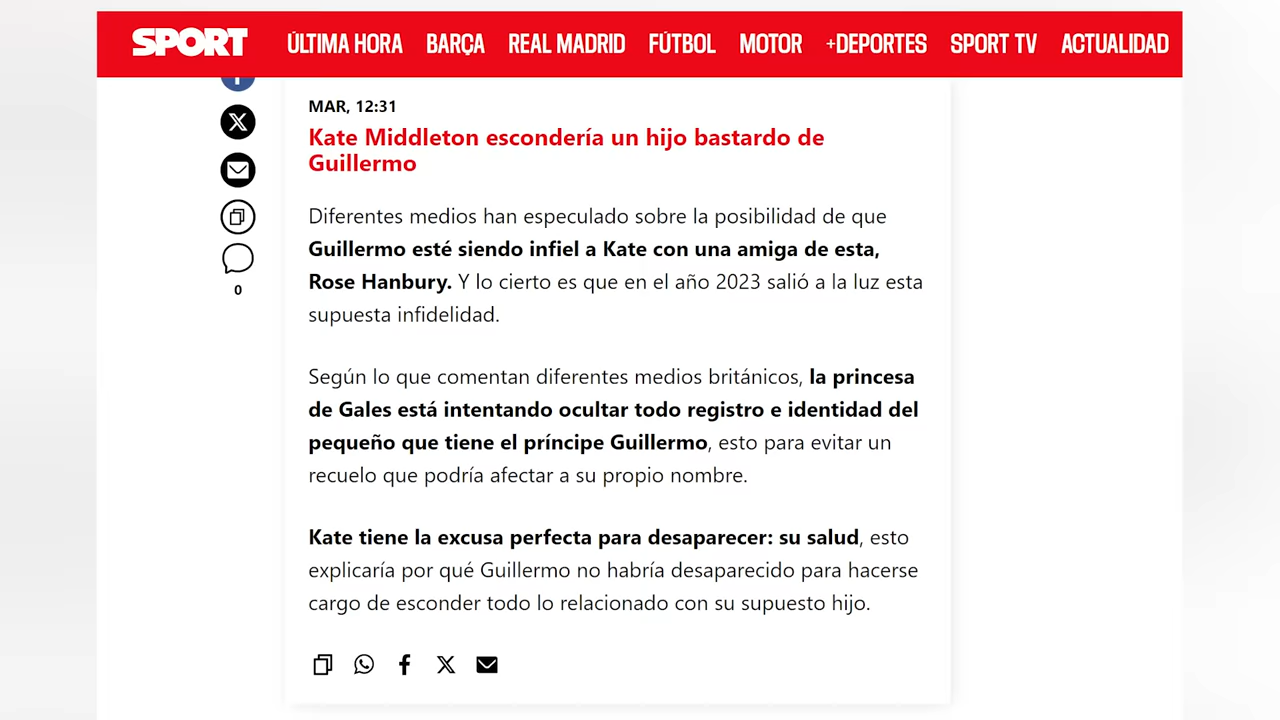 SPORT ÚLTIMA HORA BARÇA REAL MADRID FÚTBOL MOTOR +DEPORTES SPORT TV ACTUALIDAD
MAR, 12:31
Kate Middleton escondería un hijo bastardo de
Guillermo
Diferentes medios han especulado sobre la posibilidad de que
Guillermo esté siendo infiel a Kate con una amiga de esta,
Rose Hanbury. Y lo cierto es que en el año 2023 salió a la luz esta
supuesta infidelidad.
Según lo que comentan diferentes medios británicos, la princesa
de Gales está intentando ocultar todo registro e identidad del
pequeño que tiene el príncipe Guillermo, esto para evitar un
recuelo que podría afectar a su propio nombre.
Kate tiene la excusa perfecta para desaparecer: su salud, esto
explicaría por qué Guillermo no habría desaparecido para hacerse
cargo de esconder todo lo relacionado con su supuesto hijo.
0